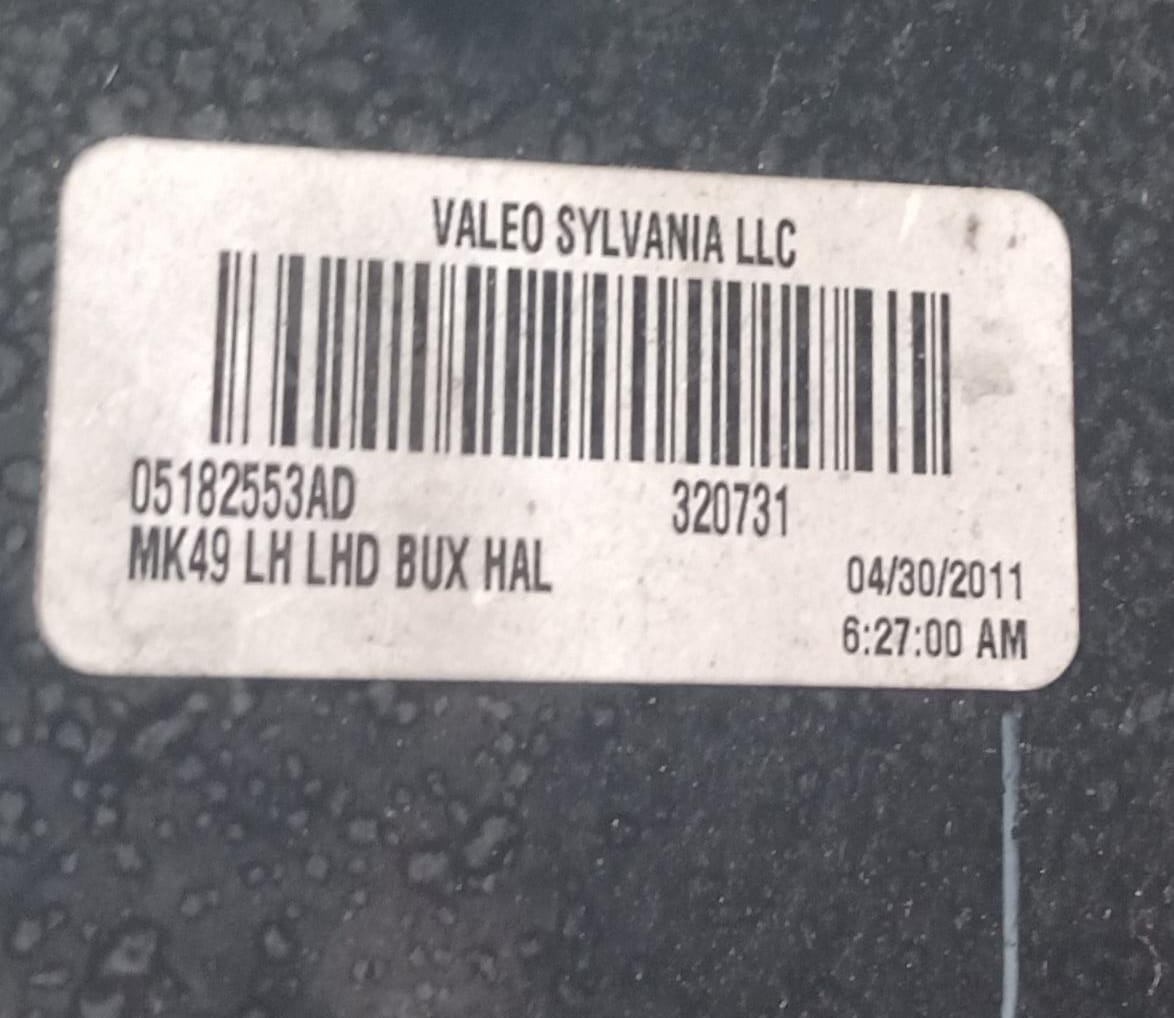 VALEO SYLVANIA LLC
05182553AD 320731
MK49 LH LHD BUX HAL
04/30/2011
6:27:00 AM